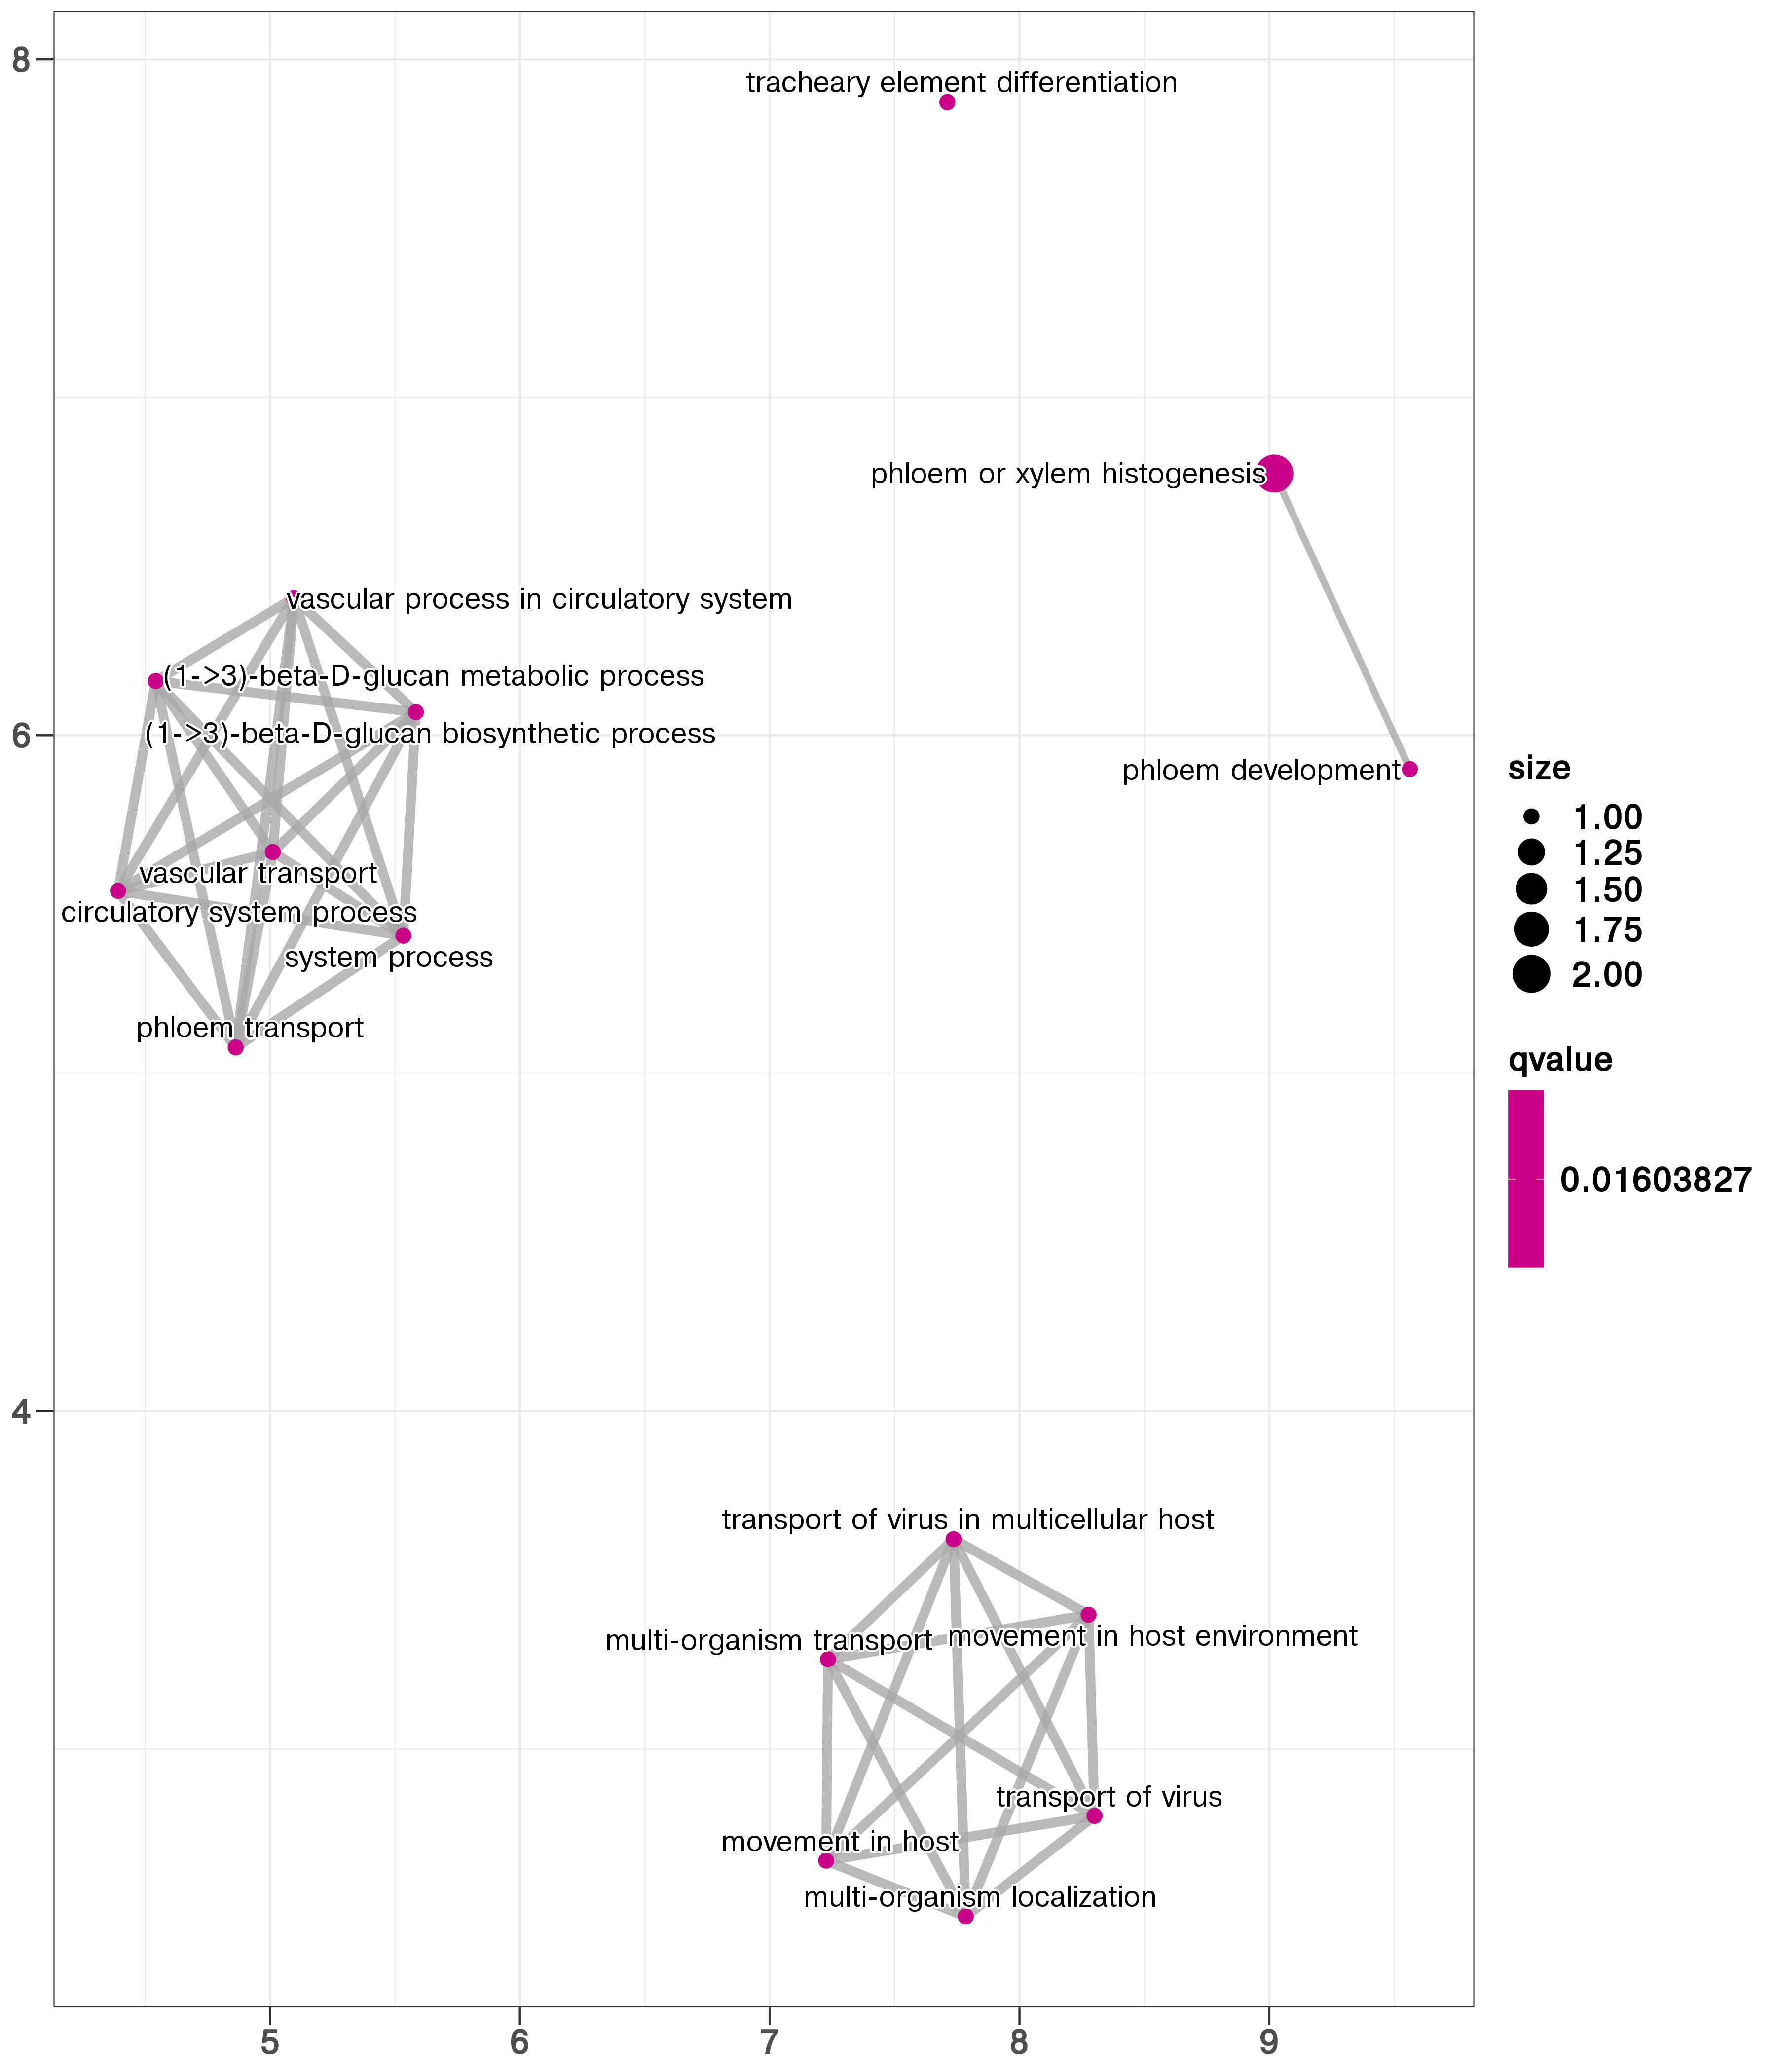 8
tracheary element differentiation
phloem or xylem histogenesis
vascular process in circulatory system
(1->3)-beta-D-glucan metabolic process
(1->3)-beta-D-glucan biosynthetic process
6
phloem development
vascular transport
circulatory system process
system process
phloem transport
4
transport of virus in multicellular host
multi-organism transport
movement in host environment
transport of virus
movement in host
multi-organism localization
5
6
7
8
9
size
1.00
1.25
1.50
1.75
2.00
qvalue
0.01603827